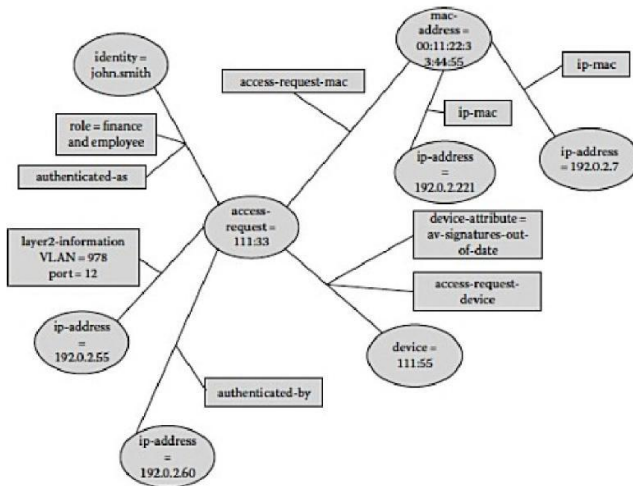 mac-
address =
00:11:22:3
3:44:55
identity =
john.smith
ip-mac
access-request-mac
ip-mac
role = finance
and employee
ip-address
= 192.0.2.7
ip-address
=
192.0.2.221
authenticated-as
access-
request =
111:33
device-attribute =
av-signatures-out-
of-date
layer2-information
VLAN = 978
port = 12
access-request-
device
ip-address
=
192.0.2.55
device =
111:55
authenticated-by
ip-address
=
192.0.2.60